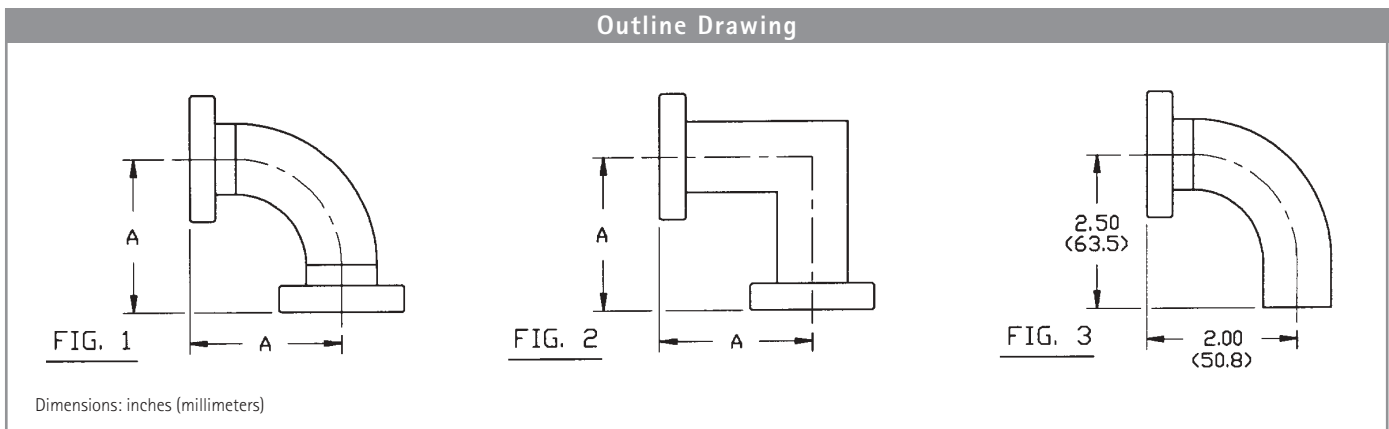 Outline Drawing
A
A
FIG. 1
A
A
FIG. 2
2.50
(63.5)
2.00
(50.8)
FIG. 3
Dimensions: inches (millimeters)